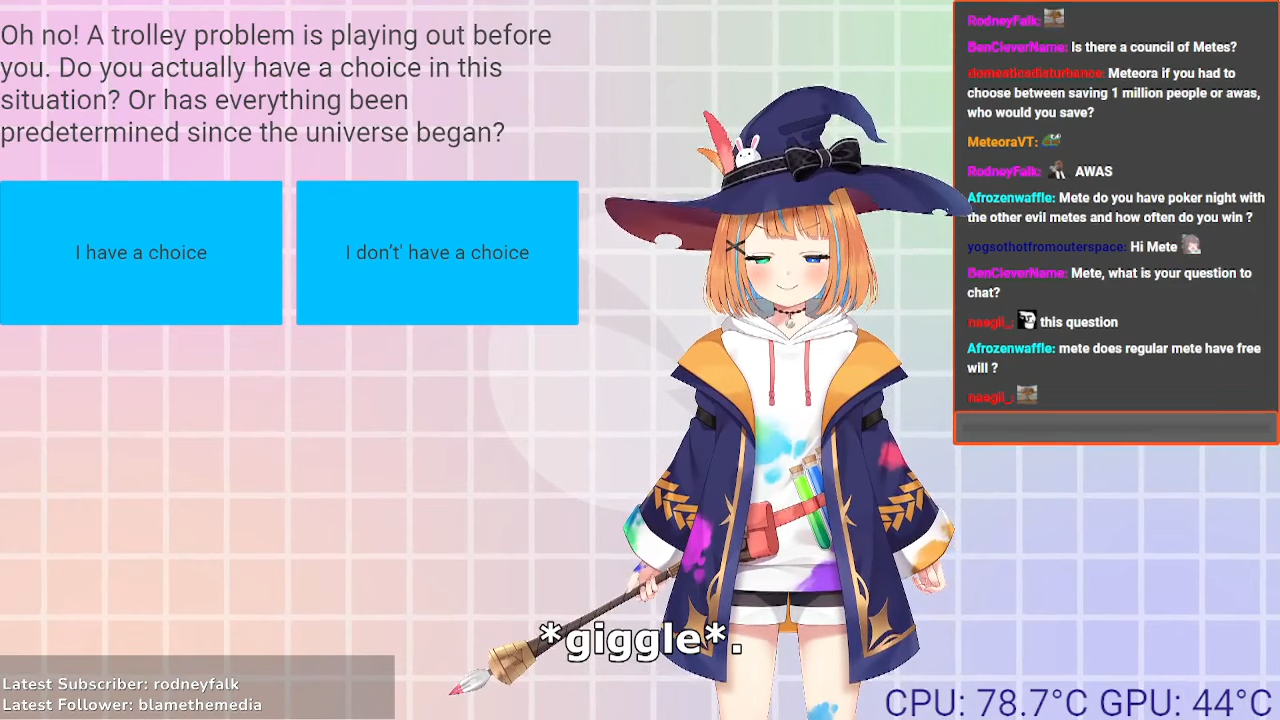 Oh no! A trolley problem is playing out before
you. Do you actually have a choice in this
situation? Or has everything been
predetermined since the universe began?
I have a choice
I don't' have a choice
RodneyFalk:
BenCleverName: Is there a council of Metes?
domesticadisturbance: Meteora if you had to
choose between saving 1 million people or awas,
who would you save?
MeteoraVT:
RodneyFalk: AWAS
Afrozenwaffle: Mete do you have poker night with
the other evil metes and how often do you win ?
yogsothotfromouterspace: Hi Mete
BenCleverName: Mete, what is your question to
chat?
naegii_: this question
Afrozenwaffle: mete does regular mete have free
will ?
naegii_:
*giggle*.
Latest Subscriber: rodneyfalk
Latest Follower: blamethemedia
CPU: 78.7°C GPU: 44°C